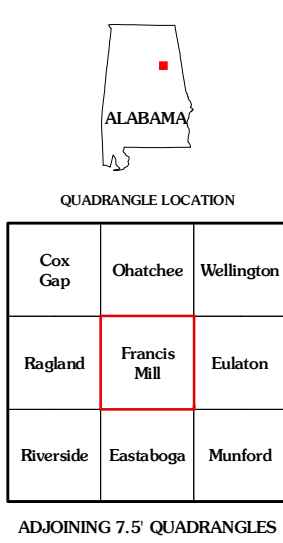 ALABAMA
QUADRANGLE LOCATION
Cox
Gap
Ohatchee
Wellington
Ragland
Francis
Mill
Eulaton
Riverside
Eastaboga
Munford
ADJOINING 7.5' QUADRANGLES